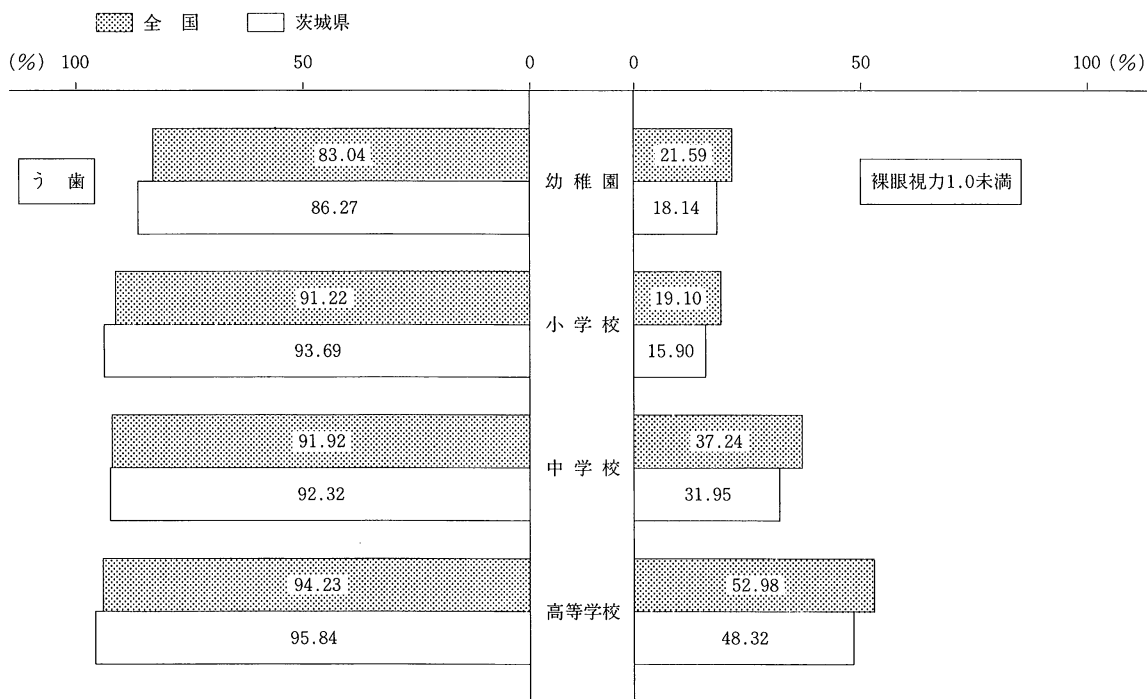 全国 茨城県
(%) 100 50 0 0 50 100 (%)
83.04 21.59
う歯 幼稚園 裸眼視力1.0未満
86.27 18.14
91.22 19.10
小学校
93.69 15.90
91.92 37.24
中学校
92.32 31.95
94.23 52.98
高等学校
95.84 48.32